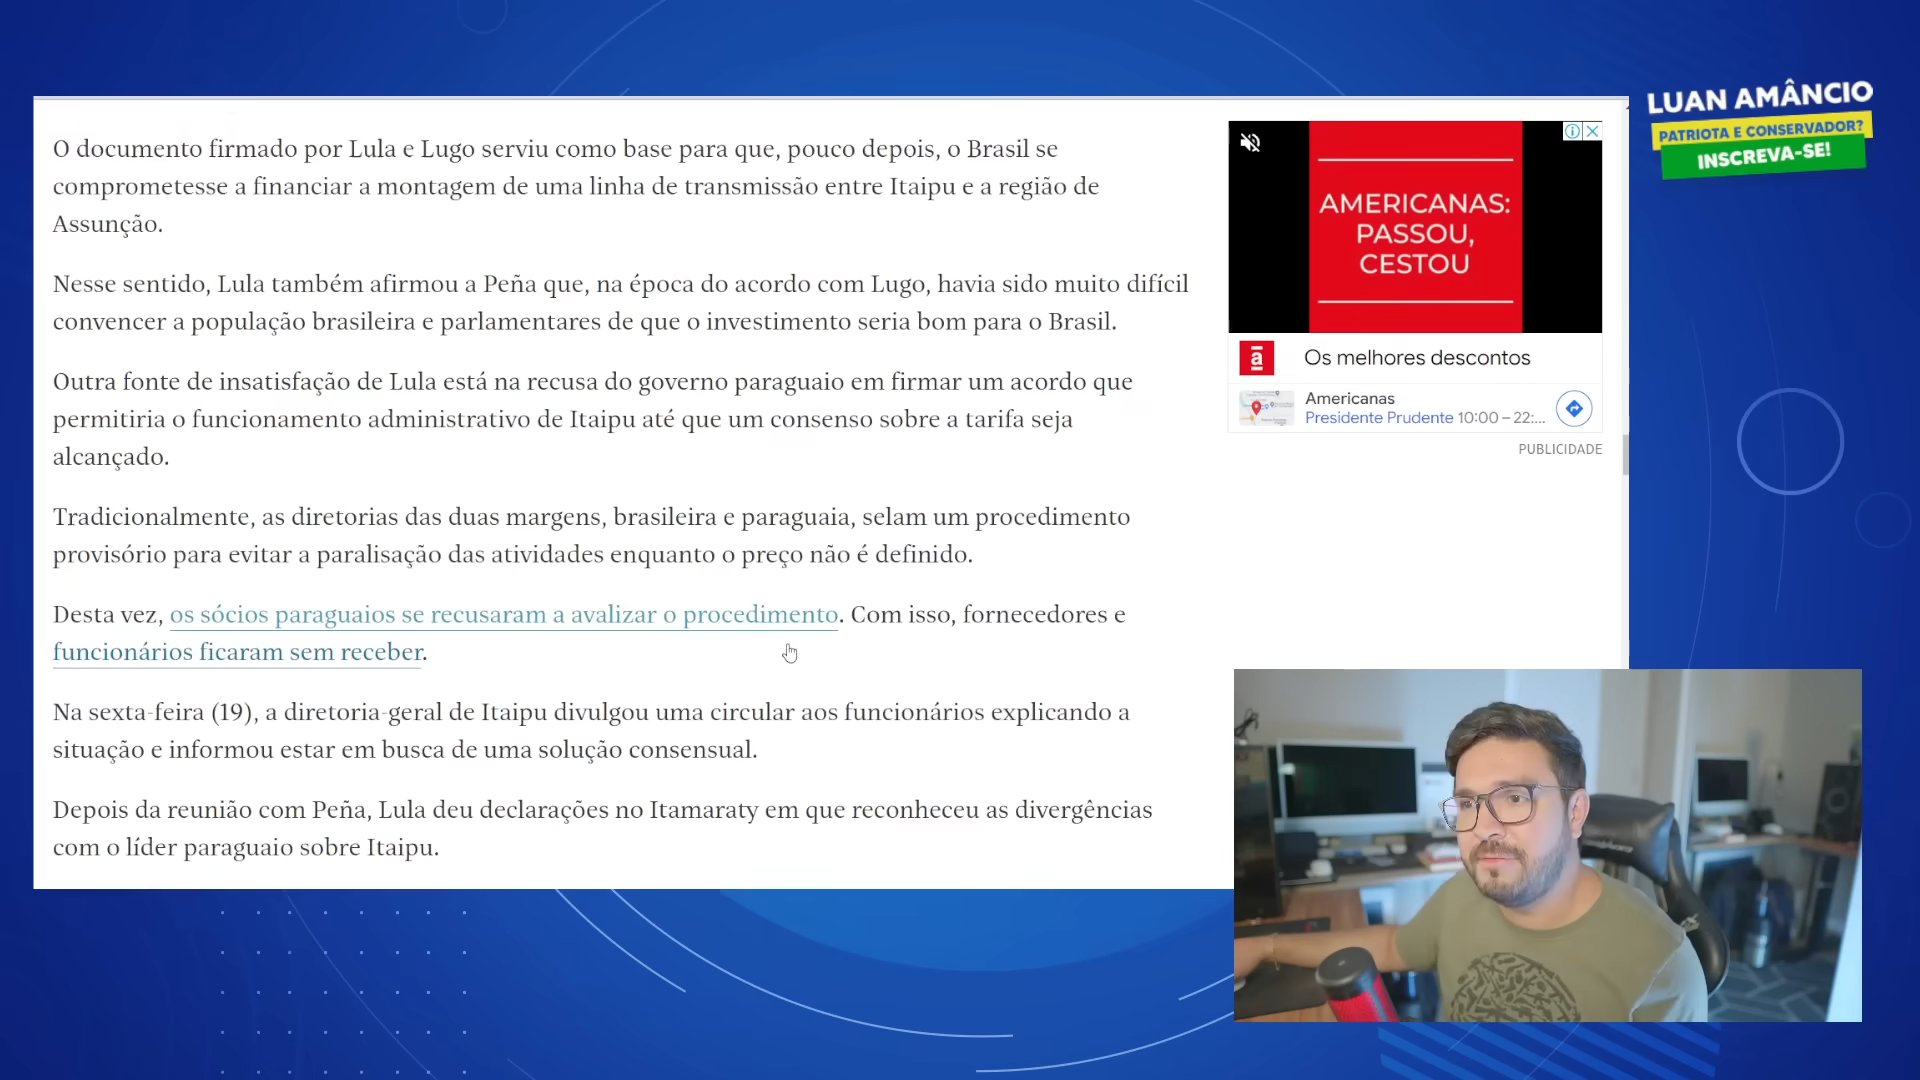 O documento firmado por Lula e Lugo serviu como base para que, pouco depois, o Brasil se
comprometesse a financiar a montagem de uma linha de transmissão entre Itaipu e a região de
Assunção.
Nesse sentido, Lula também afirmou a Peña que, na época do acordo com Lugo, havia sido muito difícil
convencer a população brasileira e parlamentares de que o investimento seria bom para o Brasil.
Outra fonte de insatisfação de Lula está na recusa do governo paraguaio em firmar um acordo que
permitiria o funcionamento administrativo de Itaipu até que um consenso sobre a tarifa seja
alcançado.
Tradicionalmente, as diretorias das duas margens, brasileira e paraguaia, selam um procedimento
provisório para evitar a paralisação das atividades enquanto o preço não é definido.
Desta vez, os sócios paraguaios se recusaram a avalizar o procedimento. Com isso, fornecedores e
funcionários ficaram sem receber.
Na sexta-feira (19), a diretoria-geral de Itaipu divulgou uma circular aos funcionários explicando a
situação e informou estar em busca de uma solução consensual.
Depois da reunião com Peña, Lula deu declarações no Itamaraty em que reconheceu as divergências
com o líder paraguaio sobre Itaipu.
AMERICANAS:
PASSOU,
CESTOU
a
Os melhores descontos
Americanas
Presidente Prudente 10:00 – 22:...
PUBLICIDADE
LUAN AMÂNCIO
PATRIOTA E CONSERVADOR?
INSCREVA-SE!